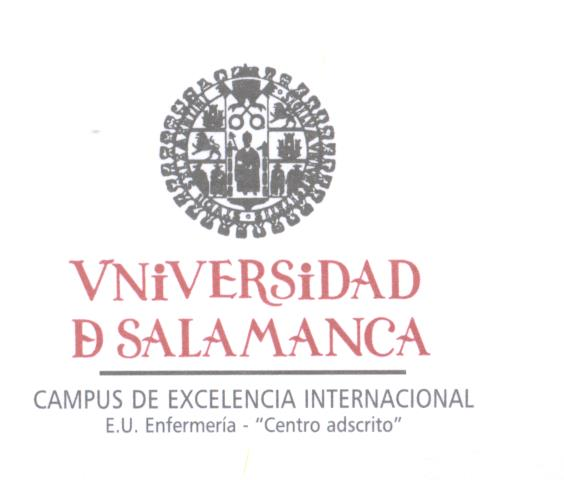 VNiVERSiDAD
Đ SALAMANCA
CAMPUS DE EXCELENCIA INTERNACIONAL
E.U. Enfermería - "Centro adscrito"